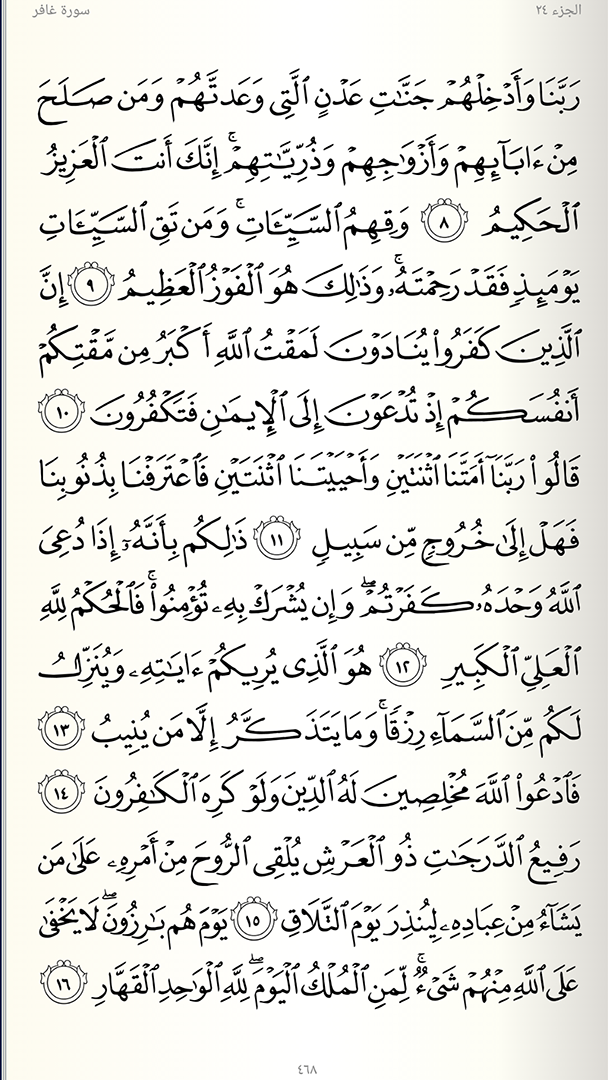 الجزء ٢٤
سورة غافر
رَبَّنَا وَأَدْخِلْهُمْ جَنَّٰتِ عَدْنٍ ٱلَّتِى وَعَدتَّهُمْ وَمَن صَلَحَ
مِنْ ءَابَآئِهِمْ وَأَزْوَٰجِهِمْ وَذُرِّيَّٰتِهِمْ ۚ إِنَّكَ أَنتَ ٱلْعَزِيزُ
ٱلْحَكِيمُ ٨ وَقِهِمُ ٱلسَّيِّـَٔاتِ ۚ وَمَن تَقِ ٱلسَّيِّـَٔاتِ
يَوْمَئِذٍ فَقَدْ رَحِمْتَهُۥ ۚ وَذَٰلِكَ هُوَ ٱلْفَوْزُ ٱلْعَظِيمُ ٩ إِنَّ
ٱلَّذِينَ كَفَرُوا۟ يُنَادَوْنَ لَمَقْتُ ٱللَّهِ أَكْبَرُ مِن مَّقْتِكُمْ
أَنفُسَكُمْ إِذْ تُدْعَوْنَ إِلَى ٱلْإِيمَٰنِ فَتَكْفُرُونَ ١٠
قَالُوا۟ رَبَّنَآ أَمَتَّنَا ٱثْنَتَيْنِ وَأَحْيَيْتَنَا ٱثْنَتَيْنِ فَٱعْتَرَفْنَا بِذُنُوبِنَا
فَهَلْ إِلَىٰ خُرُوجٍ مِّن سَبِيلٍ ١١ ذَٰلِكُم بِأَنَّهُۥٓ إِذَا دُعِىَ
ٱللَّهُ وَحْدَهُۥ كَفَرْتُمْ ۖ وَإِن يُشْرَكْ بِهِۦ تُؤْمِنُوا۟ ۚ فَٱلْحُكْمُ لِلَّهِ
ٱلْعَلِىِّ ٱلْكَبِيرِ ١٢ هُوَ ٱلَّذِى يُرِيكُمْ ءَايَٰتِهِۦ وَيُنَزِّلُ
لَكُم مِّنَ ٱلسَّمَآءِ رِزْقًا ۚ وَمَا يَتَذَكَّرُ إِلَّا مَن يُنِيبُ ١٣
فَٱدْعُوا۟ ٱللَّهَ مُخْلِصِينَ لَهُ ٱلدِّينَ وَلَوْ كَرِهَ ٱلْكَٰفِرُونَ ١٤
رَفِيعُ ٱلدَّرَجَٰتِ ذُو ٱلْعَرْشِ يُلْقِى ٱلرُّوحَ مِنْ أَمْرِهِۦ عَلَىٰ مَن
يَشَآءُ مِنْ عِبَادِهِۦ لِيُنذِرَ يَوْمَ ٱلتَّلَاقِ ١٥ يَوْمَ هُم بَٰرِزُونَ ۖ لَا يَخْفَىٰ
عَلَى ٱللَّهِ مِنْهُمْ شَىْءٌ ۚ لِّمَنِ ٱلْمُلْكُ ٱلْيَوْمَ ۖ لِلَّهِ ٱلْوَٰحِدِ ٱلْقَهَّارِ ١٦
٤٦٨